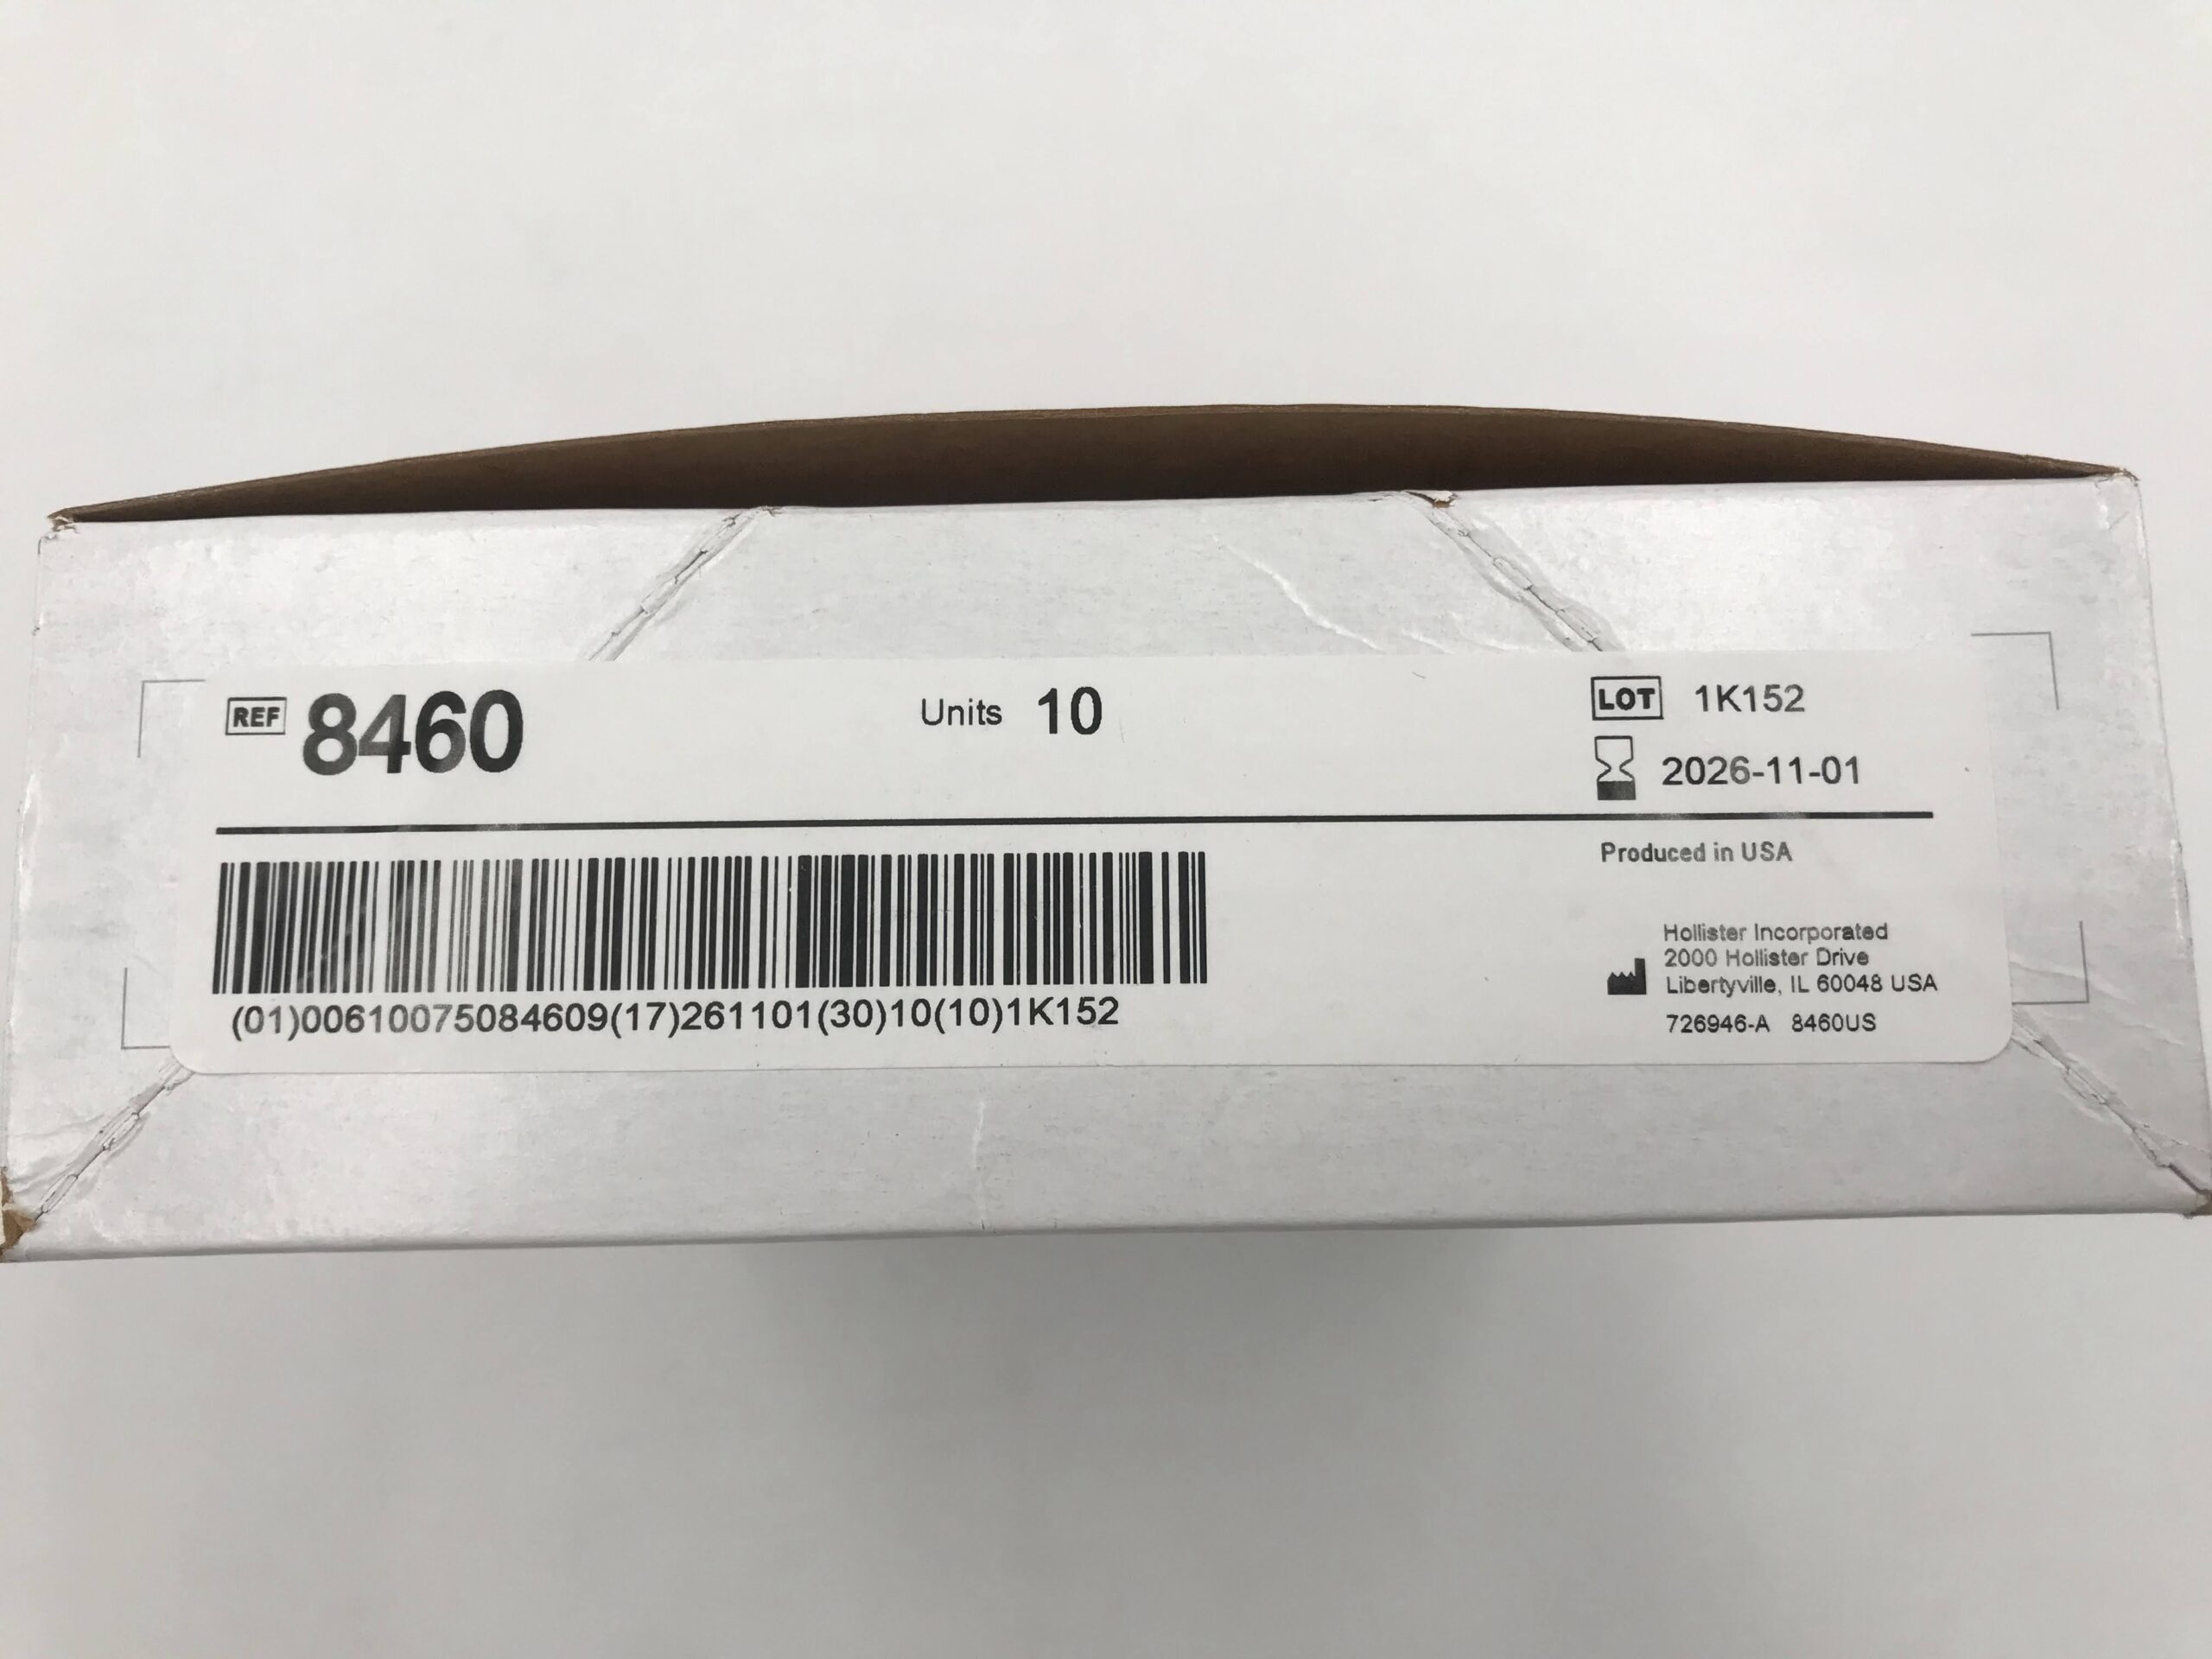 REF 8460
Units 10
LOT 1K152
2026-11-01
Produced in USA
(01)00610075084609(17)261101(30)10(10)1K152
Hollister Incorporated
2000 Hollister Drive
Libertyville, IL 60048 USA
726946-A 8460US